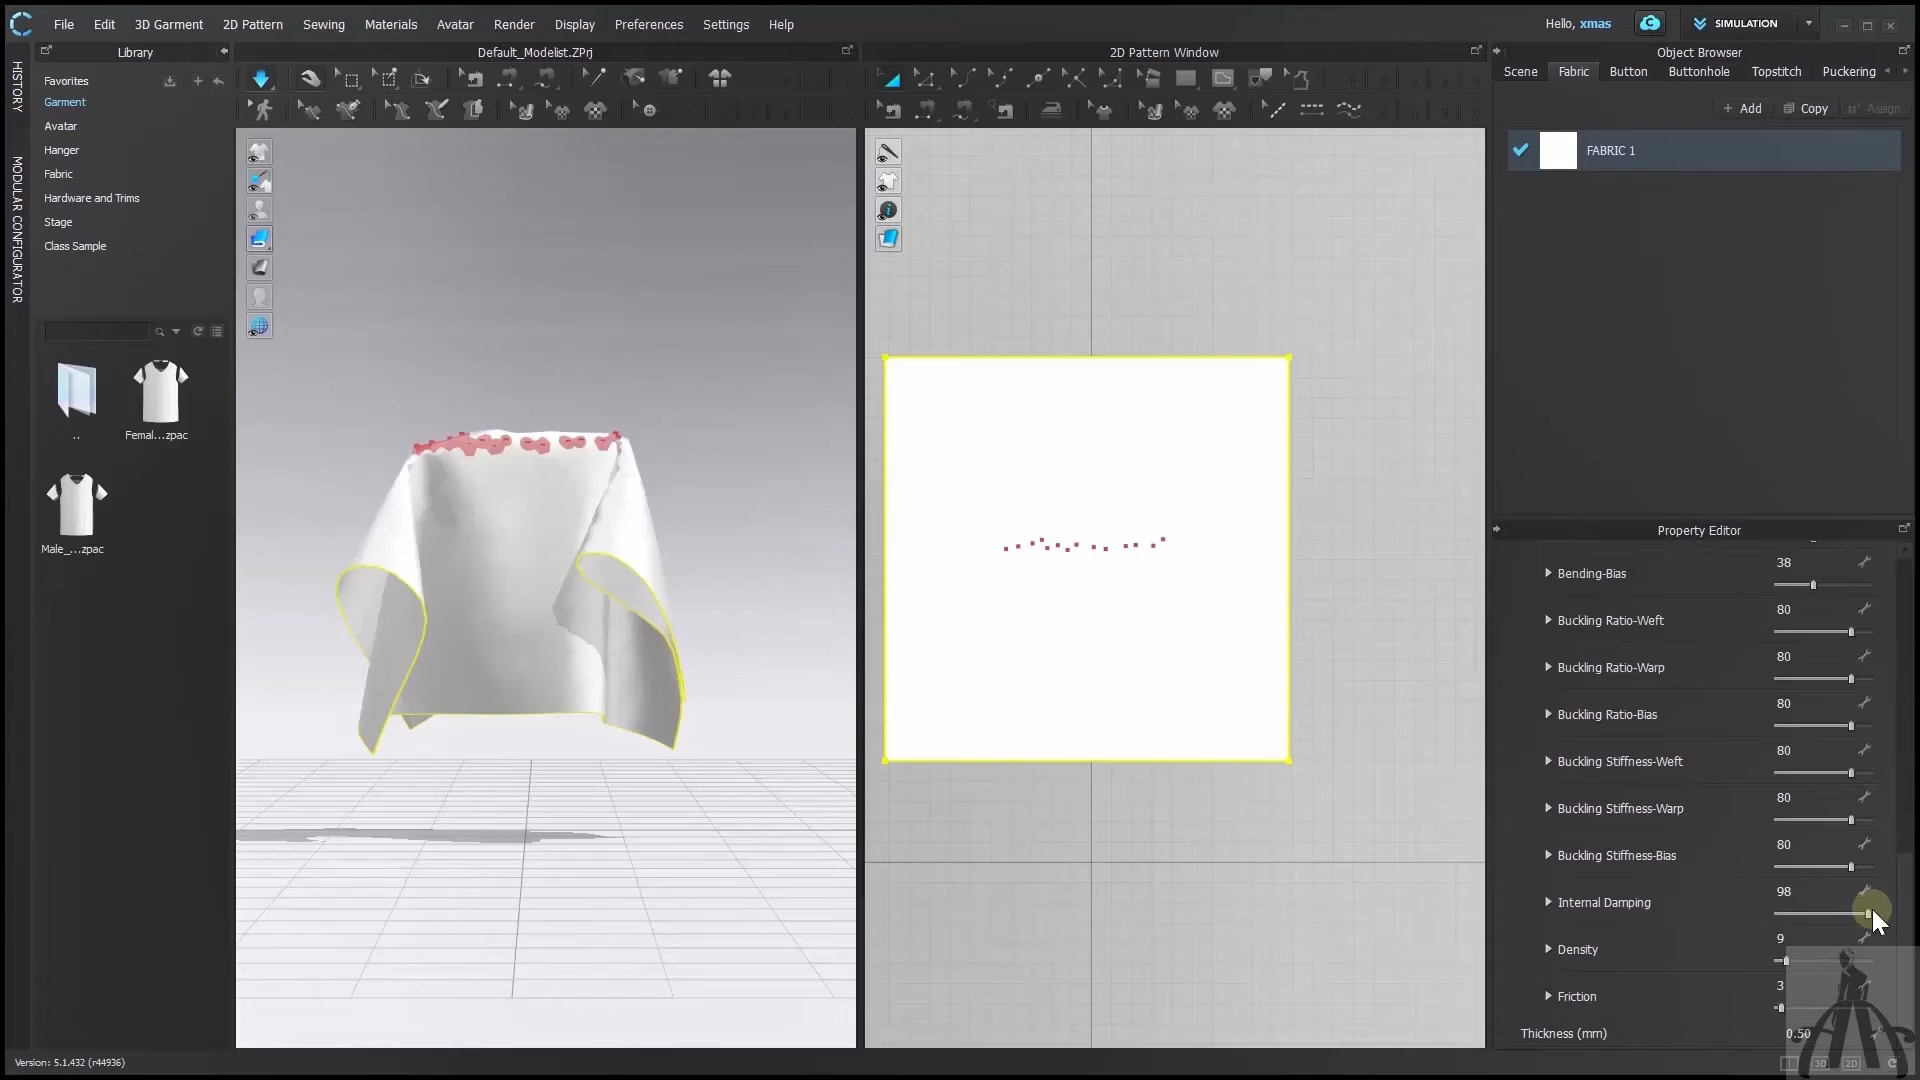 File Edit 3D Garment 2D Pattern Sewing Materials Avatar Render Display Preferences Settings Help
Hello, xmas
SIMULATION
Library
Default_Modelist.ZPrj
2D Pattern Window
Object Browser
HISTORY
MODULAR CONFIGURATOR
Favorites
Garment
Avatar
Hanger
Fabric
Hardware and Trims
Stage
Class Sample
..
Femal...zpac
Male_...zpac
Scene Fabric Button Buttonhole Topstitch Puckering
+ Add Copy Assign
FABRIC 1
Property Editor
Bending-Bias 38
Buckling Ratio-Weft 80
Buckling Ratio-Warp 80
Buckling Ratio-Bias 80
Buckling Stiffness-Weft 80
Buckling Stiffness-Warp 80
Buckling Stiffness-Bias 80
Internal Damping 98
Density 9
Friction 3
Thickness (mm) 0.50
Version: 5.1.432 (r44936)
3D 2D